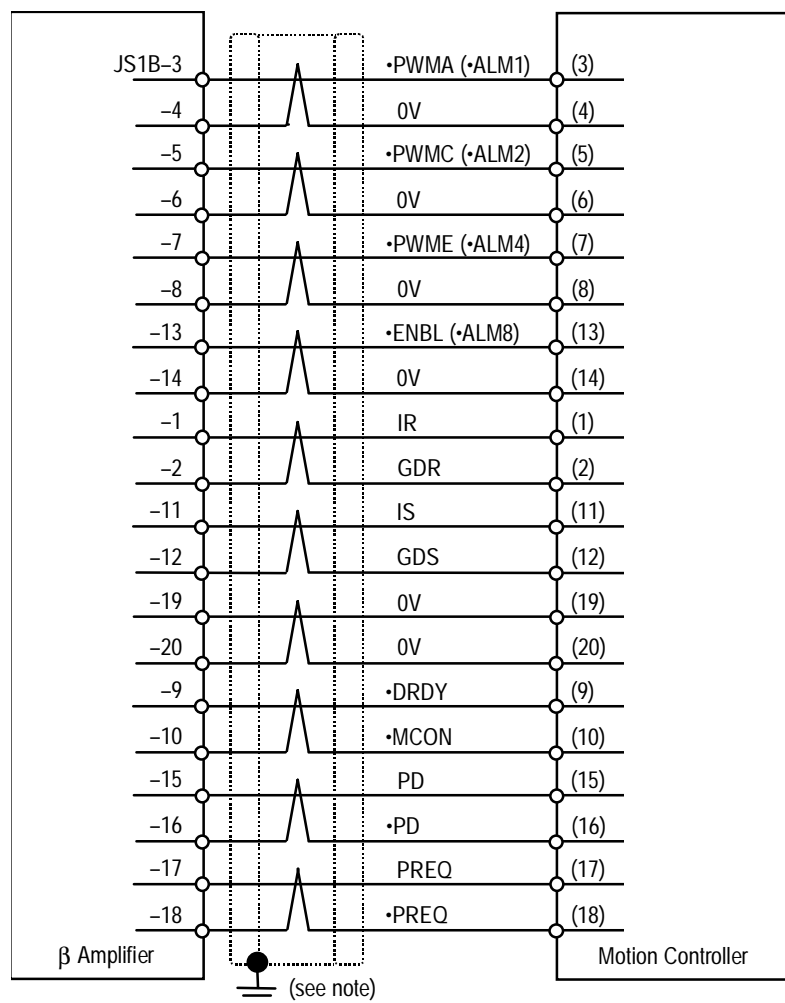 JS1B–3 •PWMA (•ALM1) (3)
–4 0V (4)
–5 •PWMC (•ALM2) (5)
–6 0V (6)
–7 •PWME (•ALM4) (7)
–8 0V (8)
–13 •ENBL (•ALM8) (13)
–14 0V (14)
–1 IR (1)
–2 GDR (2)
–11 IS (11)
–12 GDS (12)
–19 0V (19)
–20 0V (20)
–9 •DRDY (9)
–10 •MCON (10)
–15 PD (15)
–16 •PD (16)
–17 PREQ (17)
–18 •PREQ (18)
β Amplifier Motion Controller
(see note)